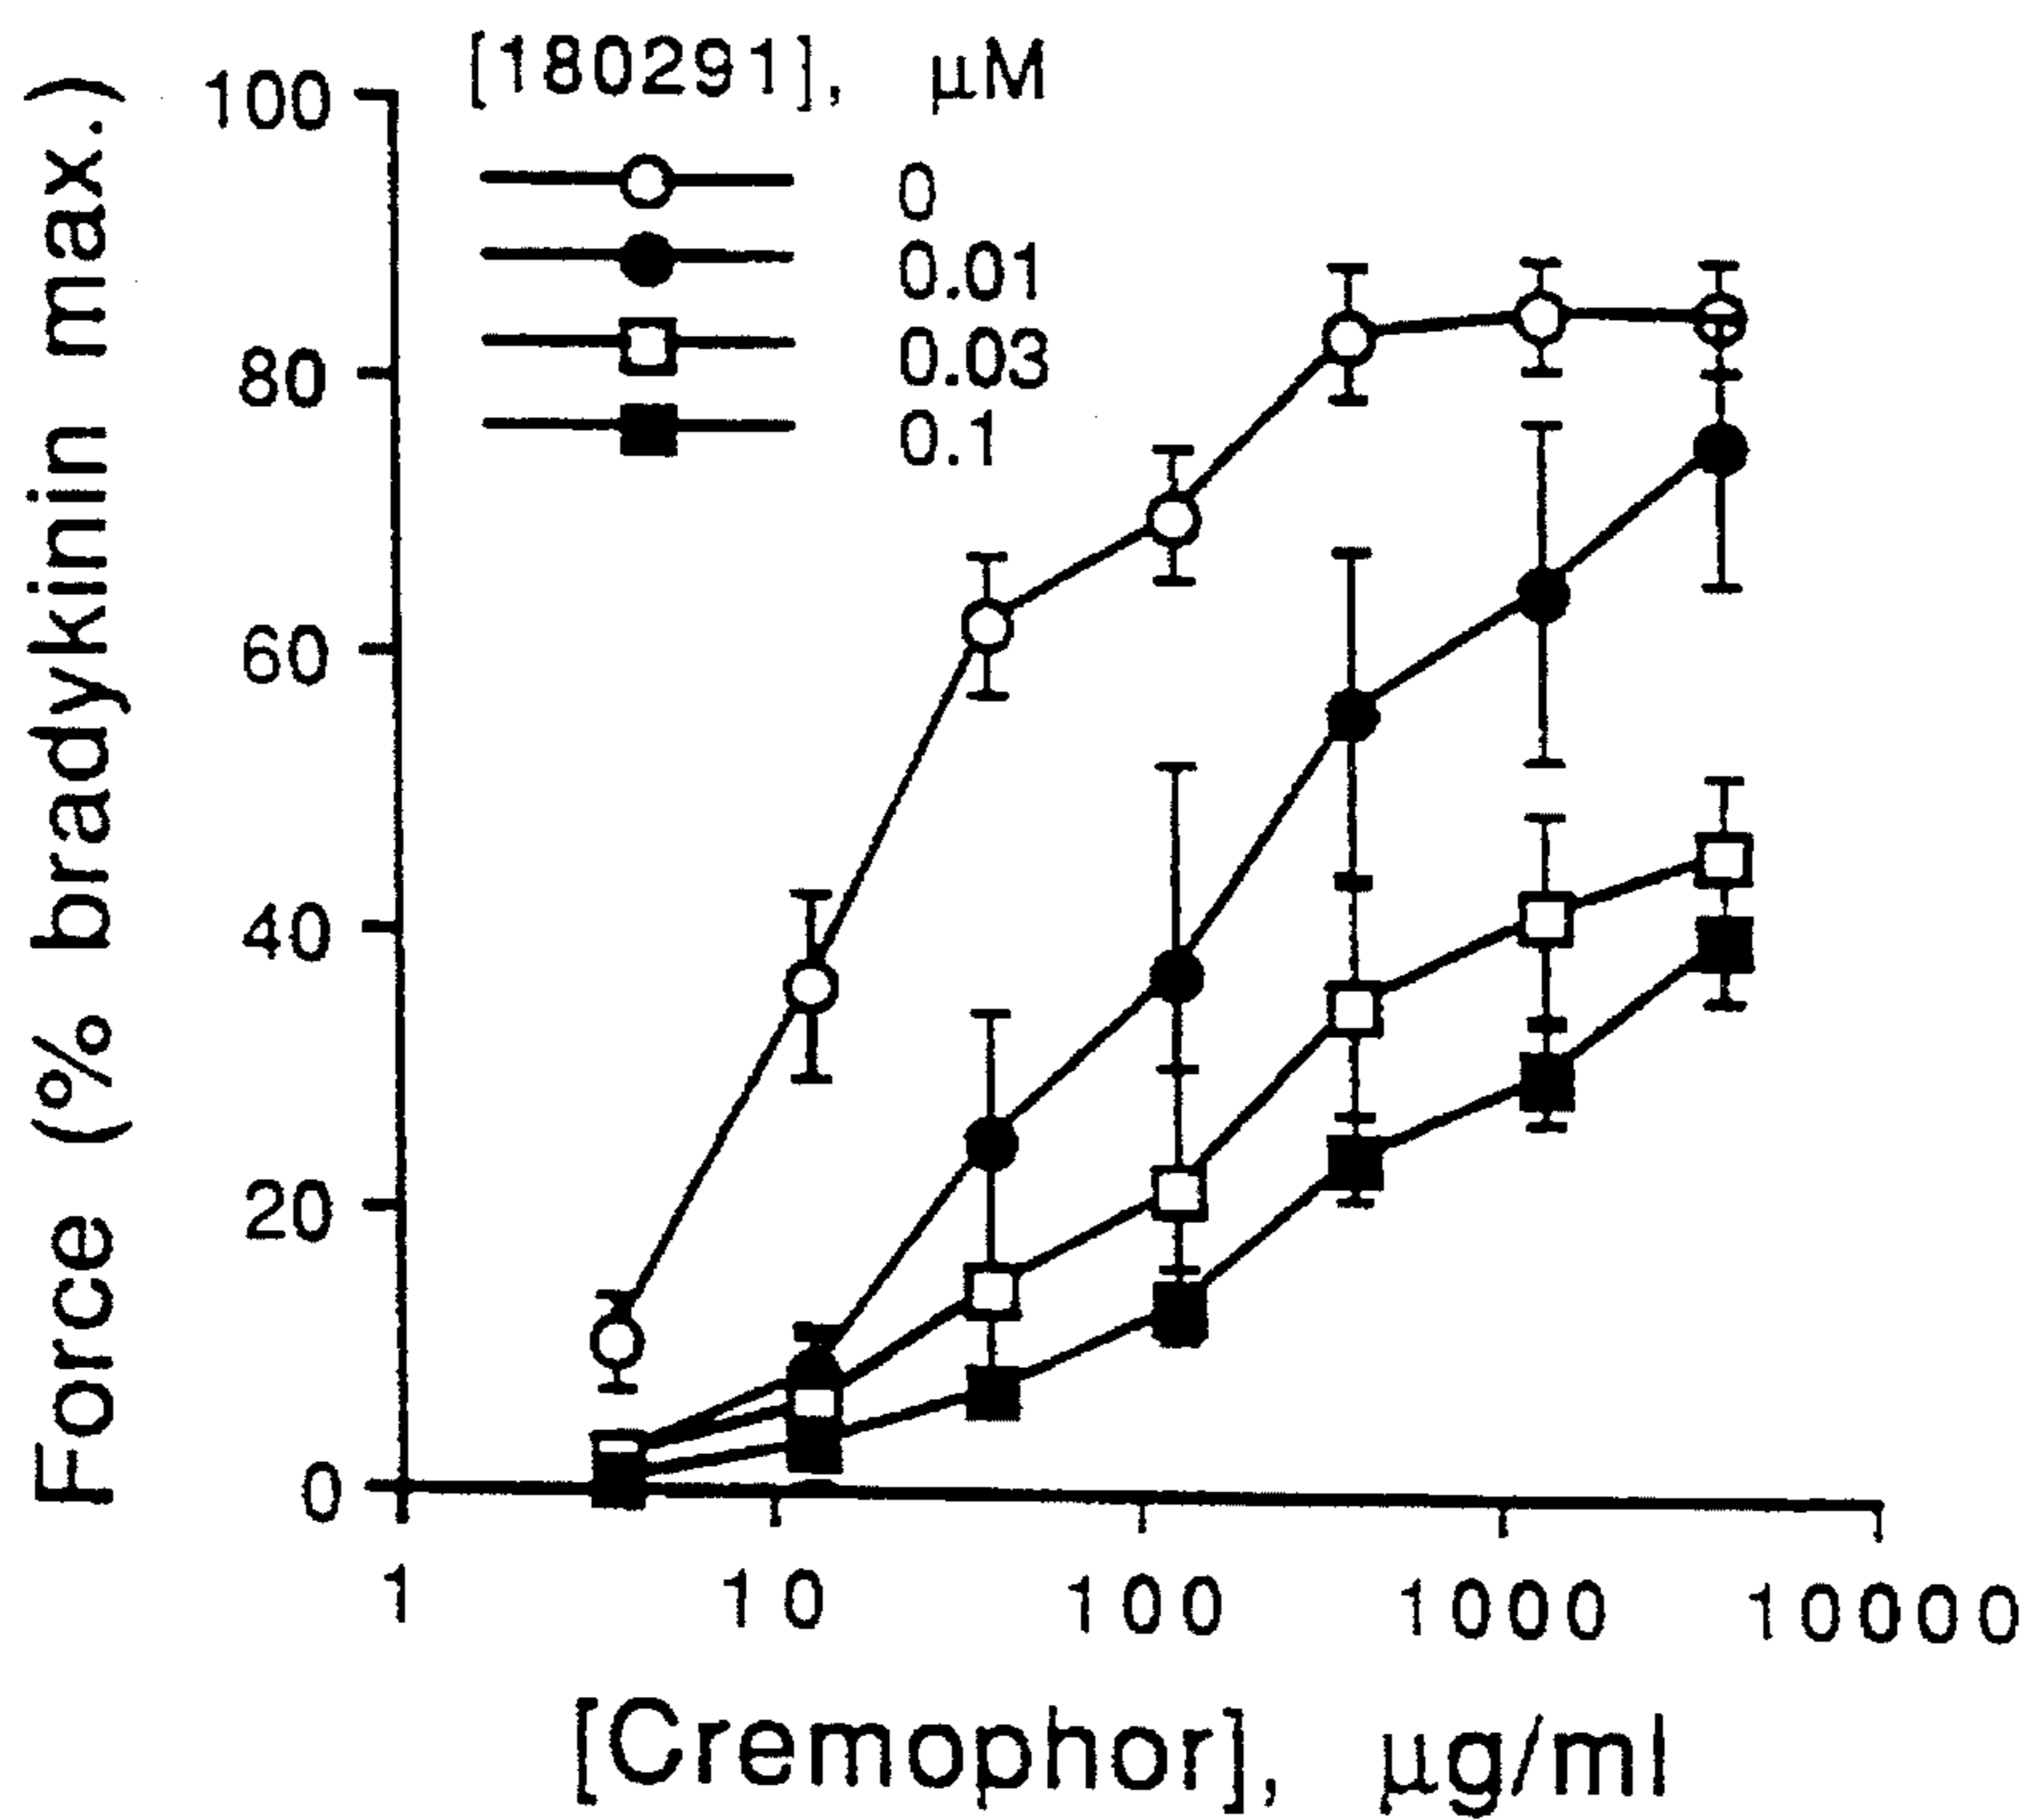 [180291], μM
0
0.01
0.03
0.1
Force (% bradykinin max.)
100
80
60
40
20
0
1 10 100 1000 10000
[Cremophor], μg/ml